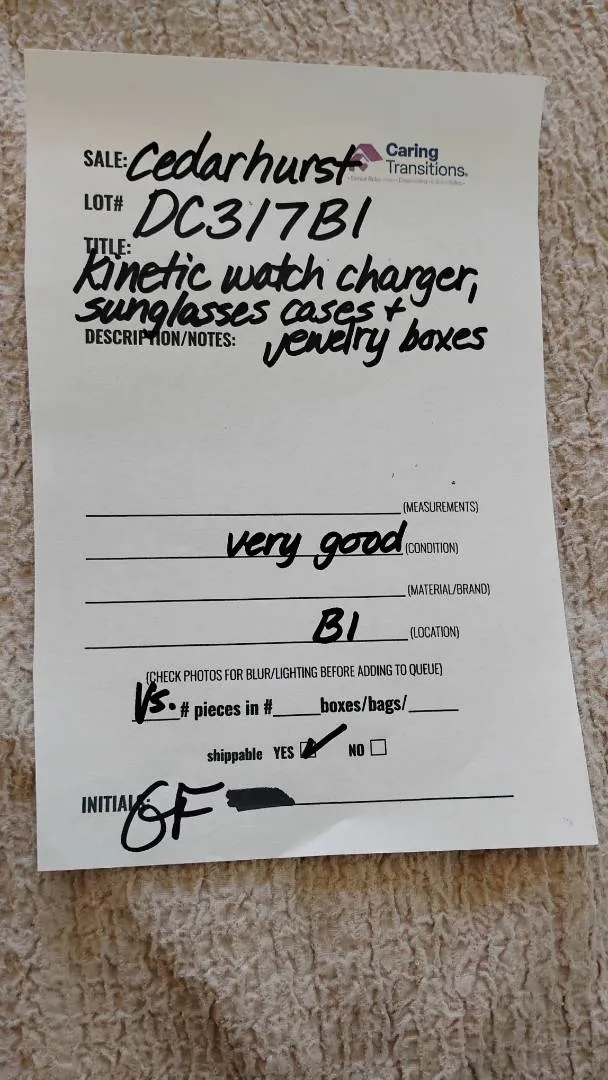 SALE: Cedarhurst Caring Transitions®
LOT# DC317B1
TITLE:
Kinetic watch charger,
sunglasses cases +
DESCRIPTION/NOTES: jewelry boxes
(MEASUREMENTS)
very good (CONDITION)
(MATERIAL/BRAND)
B1 (LOCATION)
(CHECK PHOTOS FOR BLUR/LIGHTING BEFORE ADDING TO QUEUE)
Vs. # pieces in #_____boxes/bags/_____
shippable YES ☑ NO ☐
INITIALS: GF